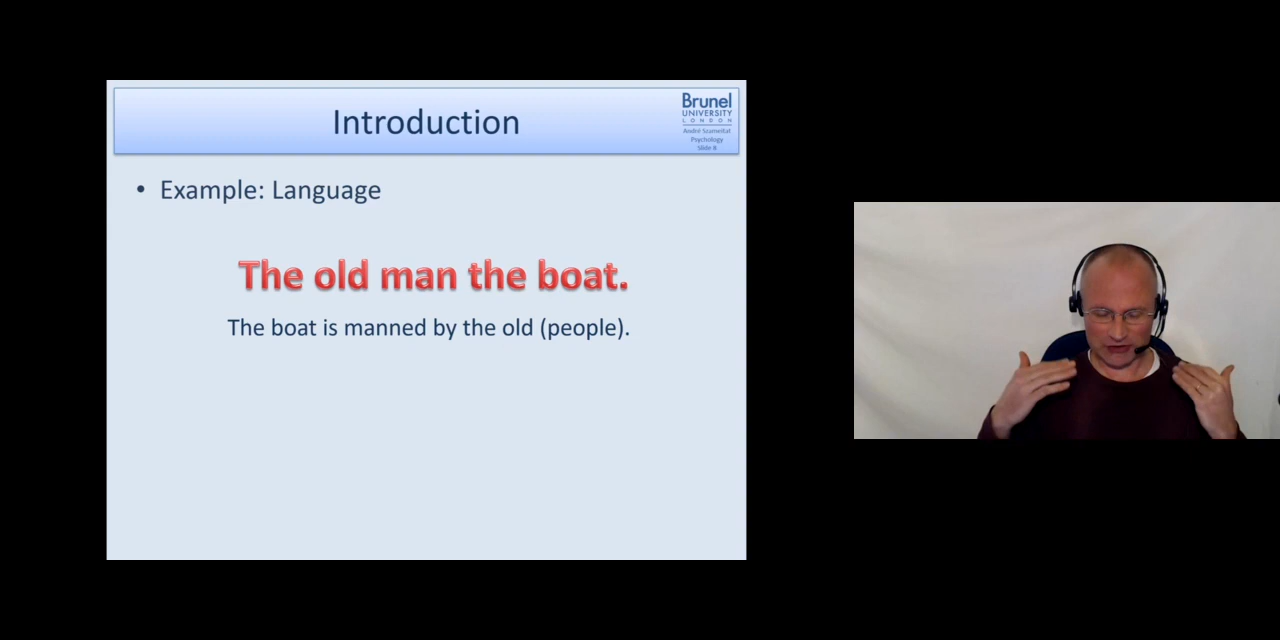 Introduction
Brunel
UNIVERSITY
LONDON
André Szameitat
Psychology
Slide 8
• Example: Language
The old man the boat.
The boat is manned by the old (people).